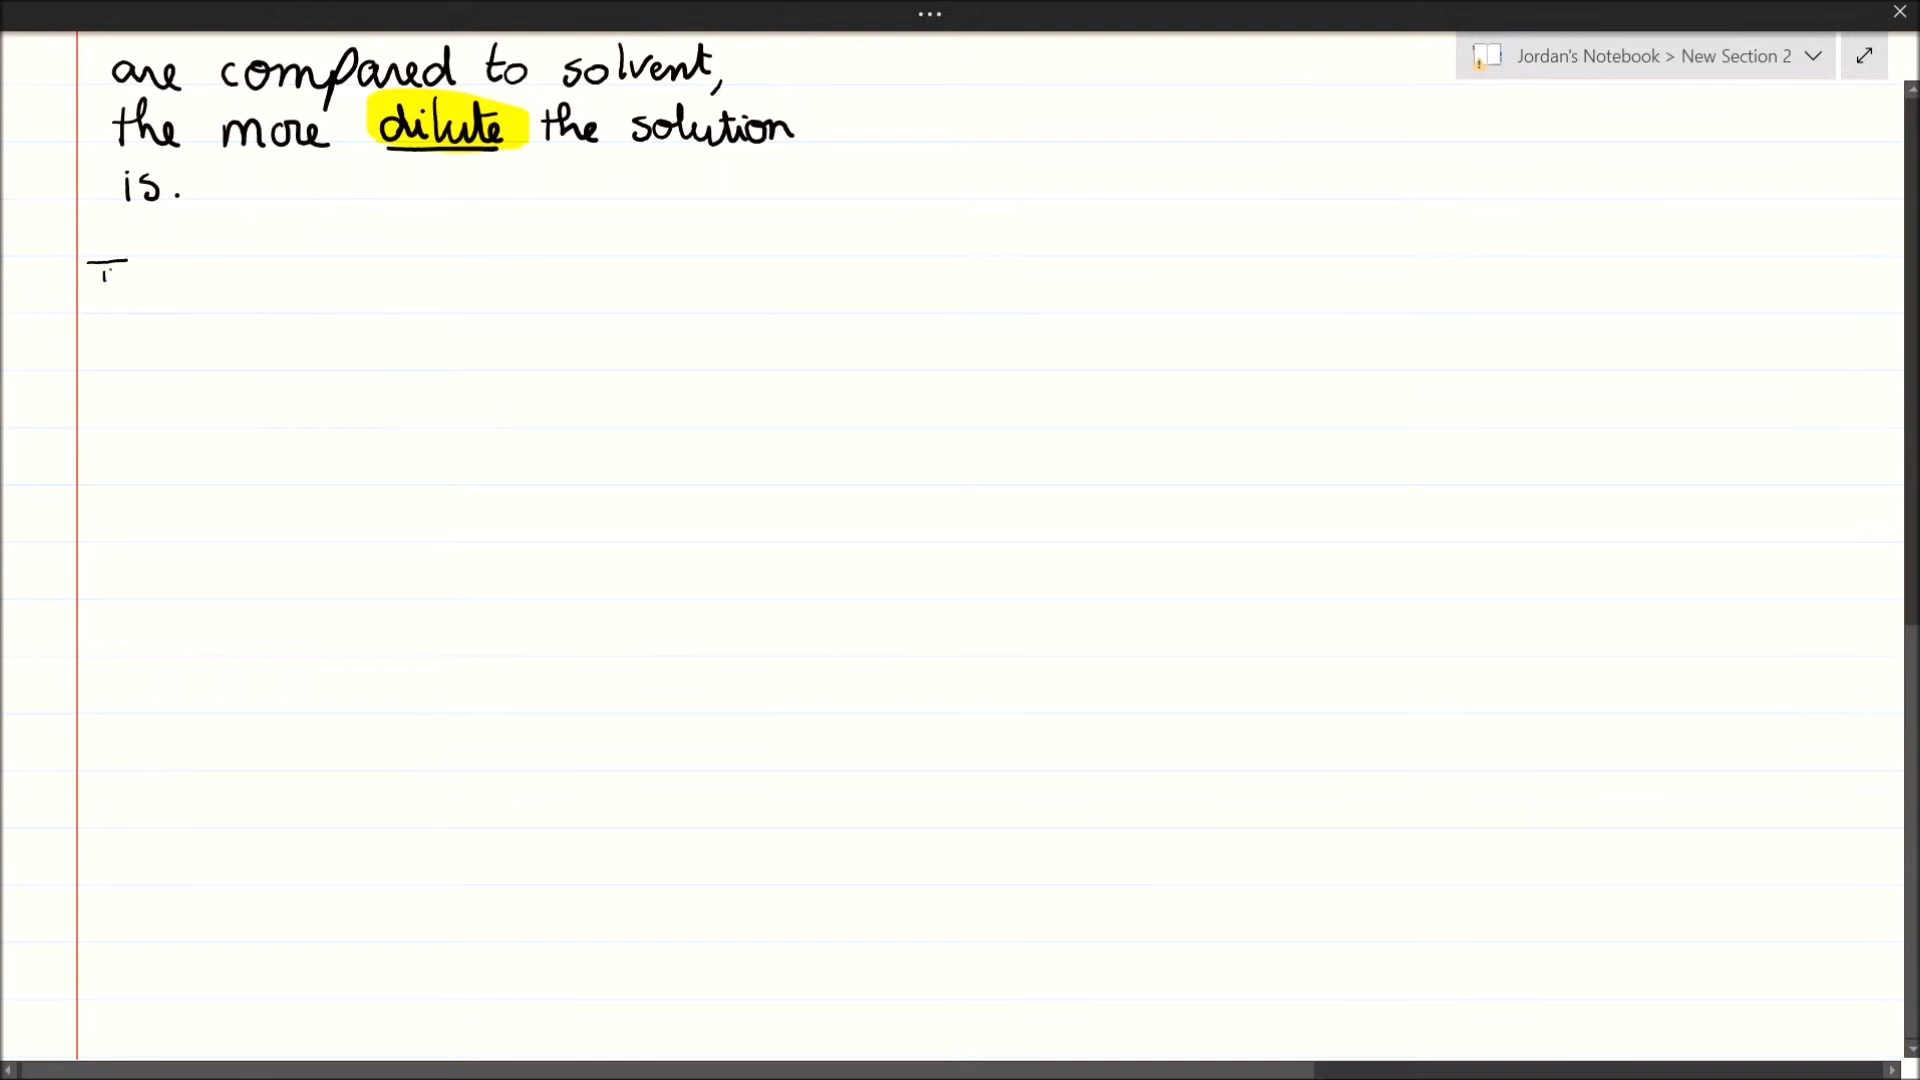 Jordan's Notebook > New Section 2
are compared to solvent,
the more dilute the solution
is.